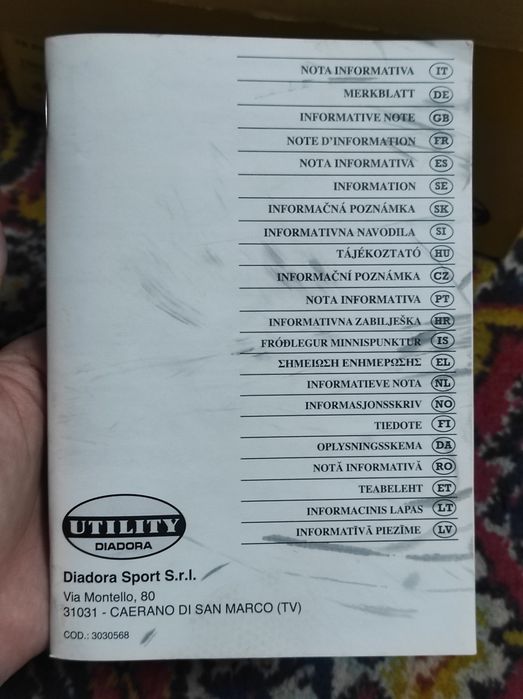 NOTA INFORMATIVA IT
MERKBLATT DE
INFORMATIVE NOTE GB
NOTE D'INFORMATION FR
NOTA INFORMATIVA ES
INFORMATION SE
INFORMAČNÁ POZNÁMKA SK
INFORMATIVNA NAVODILA SI
TÁJÉKOZTATÓ HU
INFORMAČNÍ POZNÁMKA CZ
NOTA INFORMATIVA PT
INFORMATIVNA ZABILJEŠKA HR
FRÓÐLEGUR MINNISPUNKTUR IS
ΣΗΜΕΙΩΣΗ ΕΝΗΜΕΡΩΣΗΣ EL
INFORMATIEVE NOTA NL
INFORMASJONSSKRIV NO
TIEDOTE FI
OPLYSNINGSSKEMA DA
NOTĂ INFORMATIVĂ RO
TEABELEHT ET
INFORMACINIS LAPAS LT
INFORMATĪVĀ PIEZĪME LV
UTILITY
DIADORA
Diadora Sport S.r.l.
Via Montello, 80
31031 - CAERANO DI SAN MARCO (TV)
COD.: 3030568